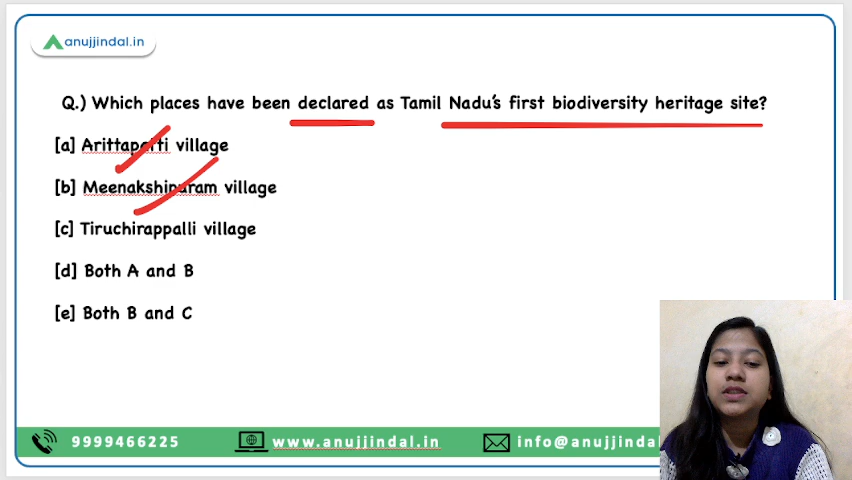 anujjindal.in
Q.) Which places have been declared as Tamil Nadu's first biodiversity heritage site?
[a] Arittapatti village
[b] Meenakshipuram village
[c] Tiruchirappalli village
[d] Both A and B
[e] Both B and C
9999466225 www.anujjindal.in info@anujjindal